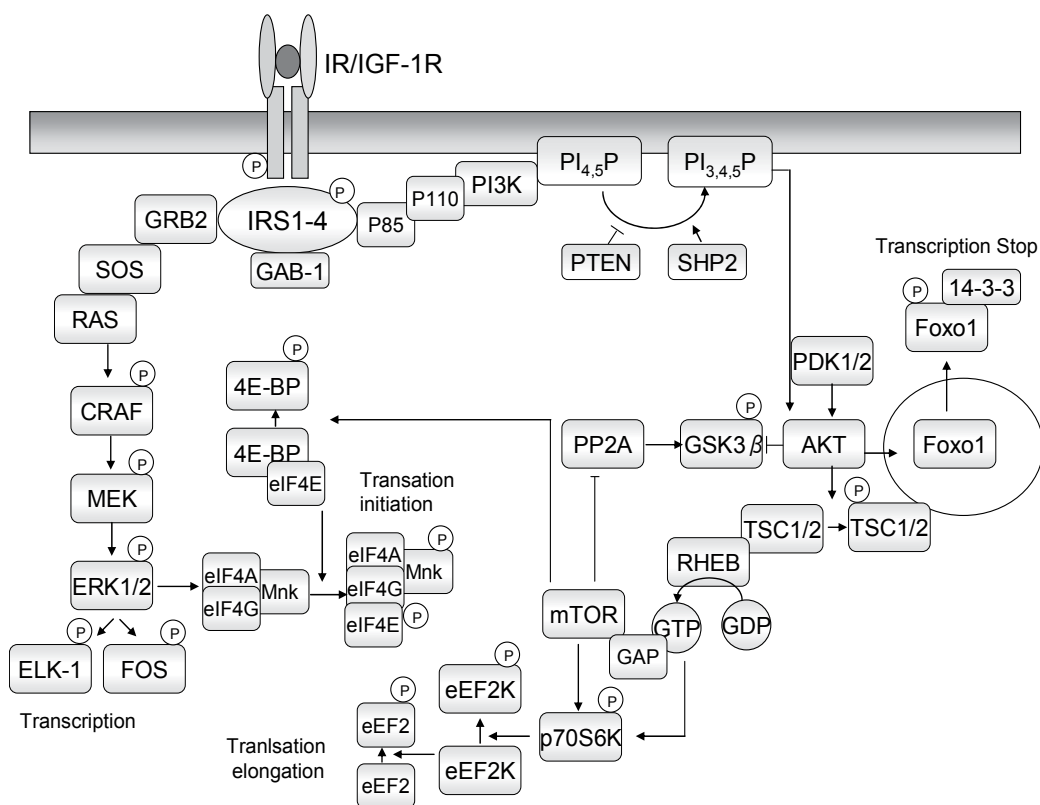 IR/IGF-1R
P
PI4,5P
PI3,4,5P
PI3K
P110
P
GRB2
IRS1-4
P85
GAB-1
PTEN
SHP2
SOS
RAS
Transcription Stop
P
14-3-3
Foxo1
P
4E-BP
PDK1/2
P
CRAF
P
4E-BP
eIF4E
PP2A
GSK3 β
AKT
Foxo1
P
MEK
Transation
initiation
P
TSC1/2
TSC1/2
P
eIF4A
Mnk
P
RHEB
P
ERK1/2
eIF4A
Mnk
eIF4G
eIF4G
eIF4E
P
mTOR
GTP
GDP
GAP
P
ELK-1
P
FOS
Transcription
P
eEF2K
P
eEF2
P
p70S6K
Tranlsation
elongation
eEF2
eEF2K